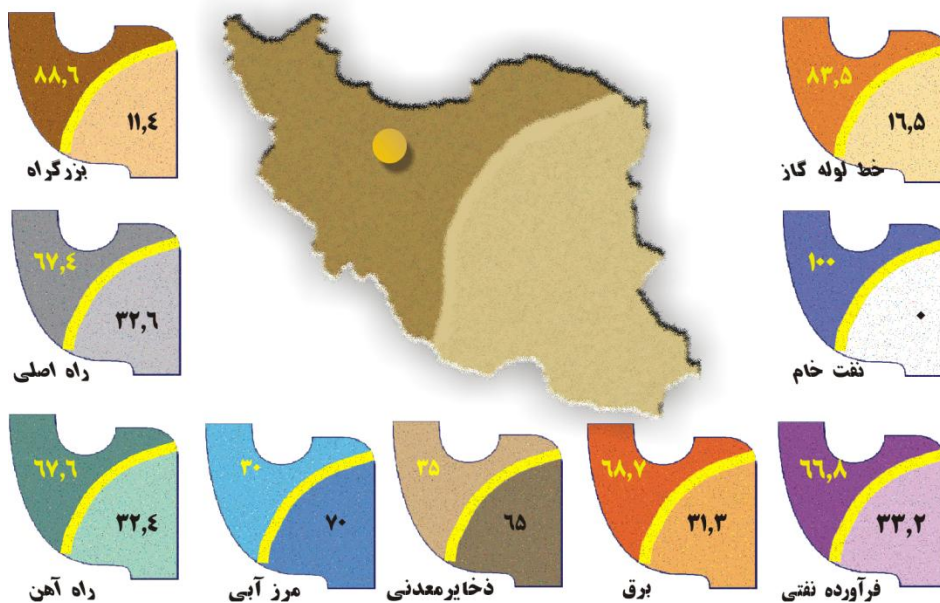 ۸۸,۶
۱۱,۴
بزرگراه
۸۳,۵
۱۶,۵
خط لوله گاز
۶۷,۴
۳۲,۶
راه اصلی
۱۰۰
۰
نفت خام
۶۷,۶
۳۲,۴
راه آهن
۳۰
۷۰
مرز آبی
۳۵
۶۵
ذخایرمعدنی
۶۸,۷
۳۱,۳
برق
۶۶,۸
۳۳,۲
فرآورده نفتی